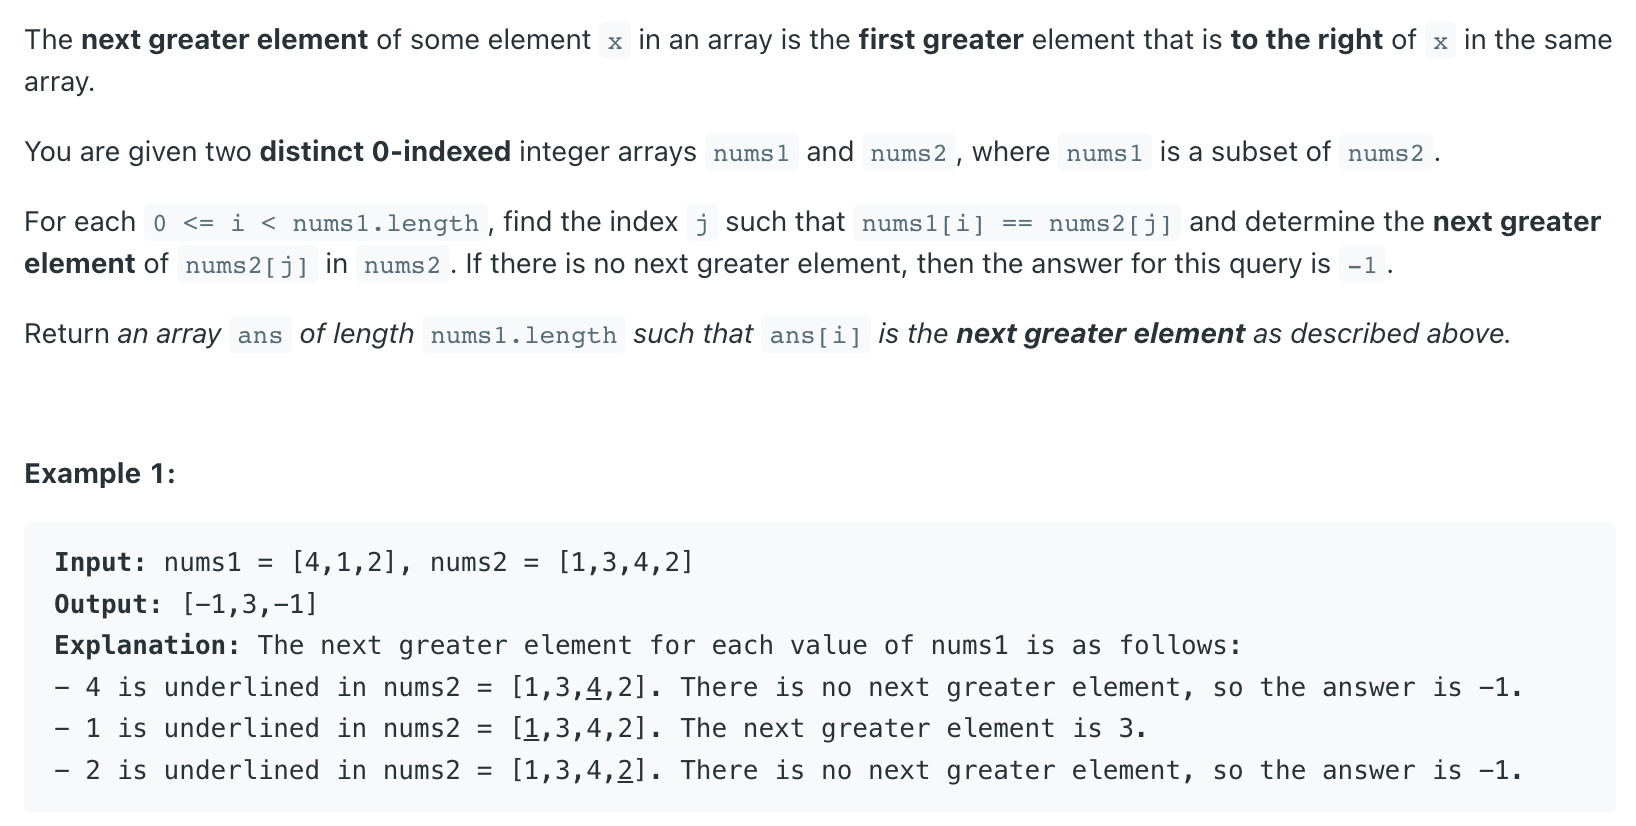 The next greater element of some element x in an array is the first greater element that is to the right of x in the same
array.
You are given two distinct 0-indexed integer arrays nums1 and nums2 , where nums1 is a subset of nums2 .
For each 0 <= i < nums1.length , find the index j such that nums1[i] == nums2[j] and determine the next greater
element of nums2[j] in nums2 . If there is no next greater element, then the answer for this query is -1 .
Return an array ans of length nums1.length such that ans[i] is the next greater element as described above.
Example 1:
Input: nums1 = [4,1,2], nums2 = [1,3,4,2]
Output: [-1,3,-1]
Explanation: The next greater element for each value of nums1 is as follows:
- 4 is underlined in nums2 = [1,3,4,2]. There is no next greater element, so the answer is -1.
- 1 is underlined in nums2 = [1,3,4,2]. The next greater element is 3.
- 2 is underlined in nums2 = [1,3,4,2]. There is no next greater element, so the answer is -1.